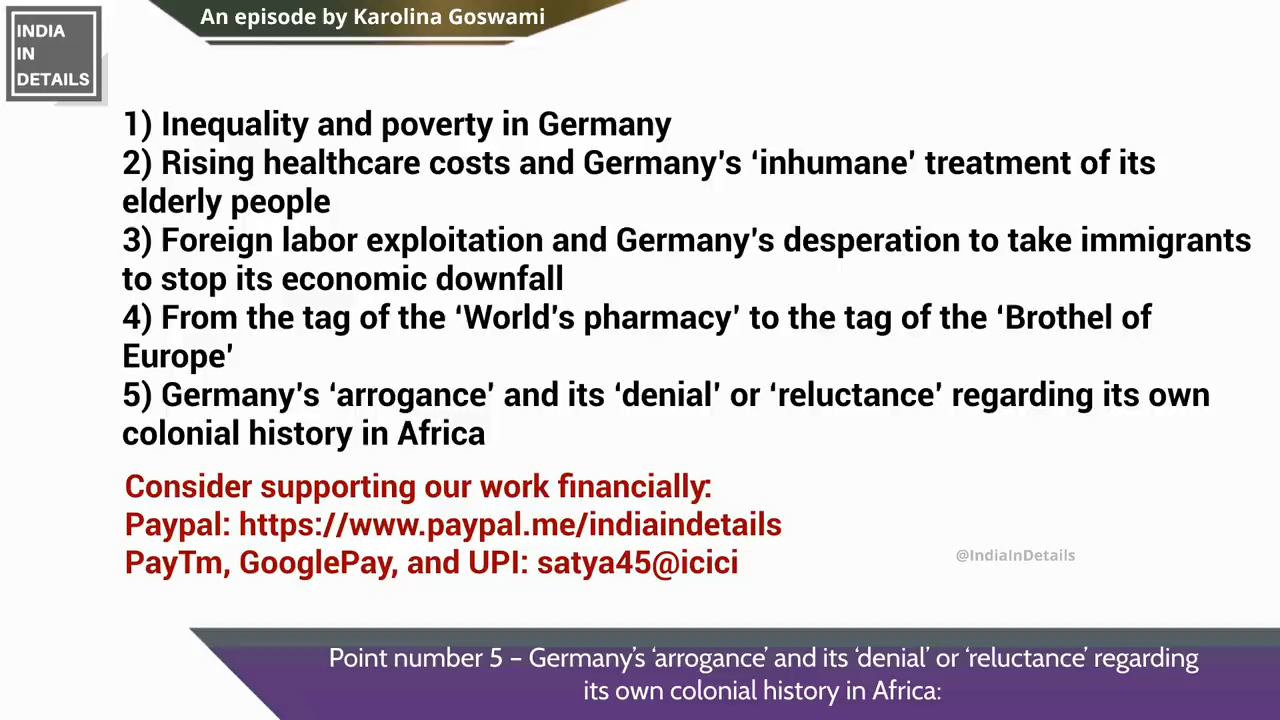 An episode by Karolina Goswami
INDIA
IN
DETAILS
1) Inequality and poverty in Germany
2) Rising healthcare costs and Germany’s ‘inhumane’ treatment of its
elderly people
3) Foreign labor exploitation and Germany’s desperation to take immigrants
to stop its economic downfall
4) From the tag of the ‘World’s pharmacy’ to the tag of the ‘Brothel of
Europe’
5) Germany’s ‘arrogance’ and its ‘denial’ or ‘reluctance’ regarding its own
colonial history in Africa
Consider supporting our work financially:
Paypal: https://www.paypal.me/indiaindetails
PayTm, GooglePay, and UPI: satya45@icici
@IndiaInDetails
Point number 5 – Germany’s ‘arrogance’ and its ‘denial’ or ‘reluctance’ regarding
its own colonial history in Africa: